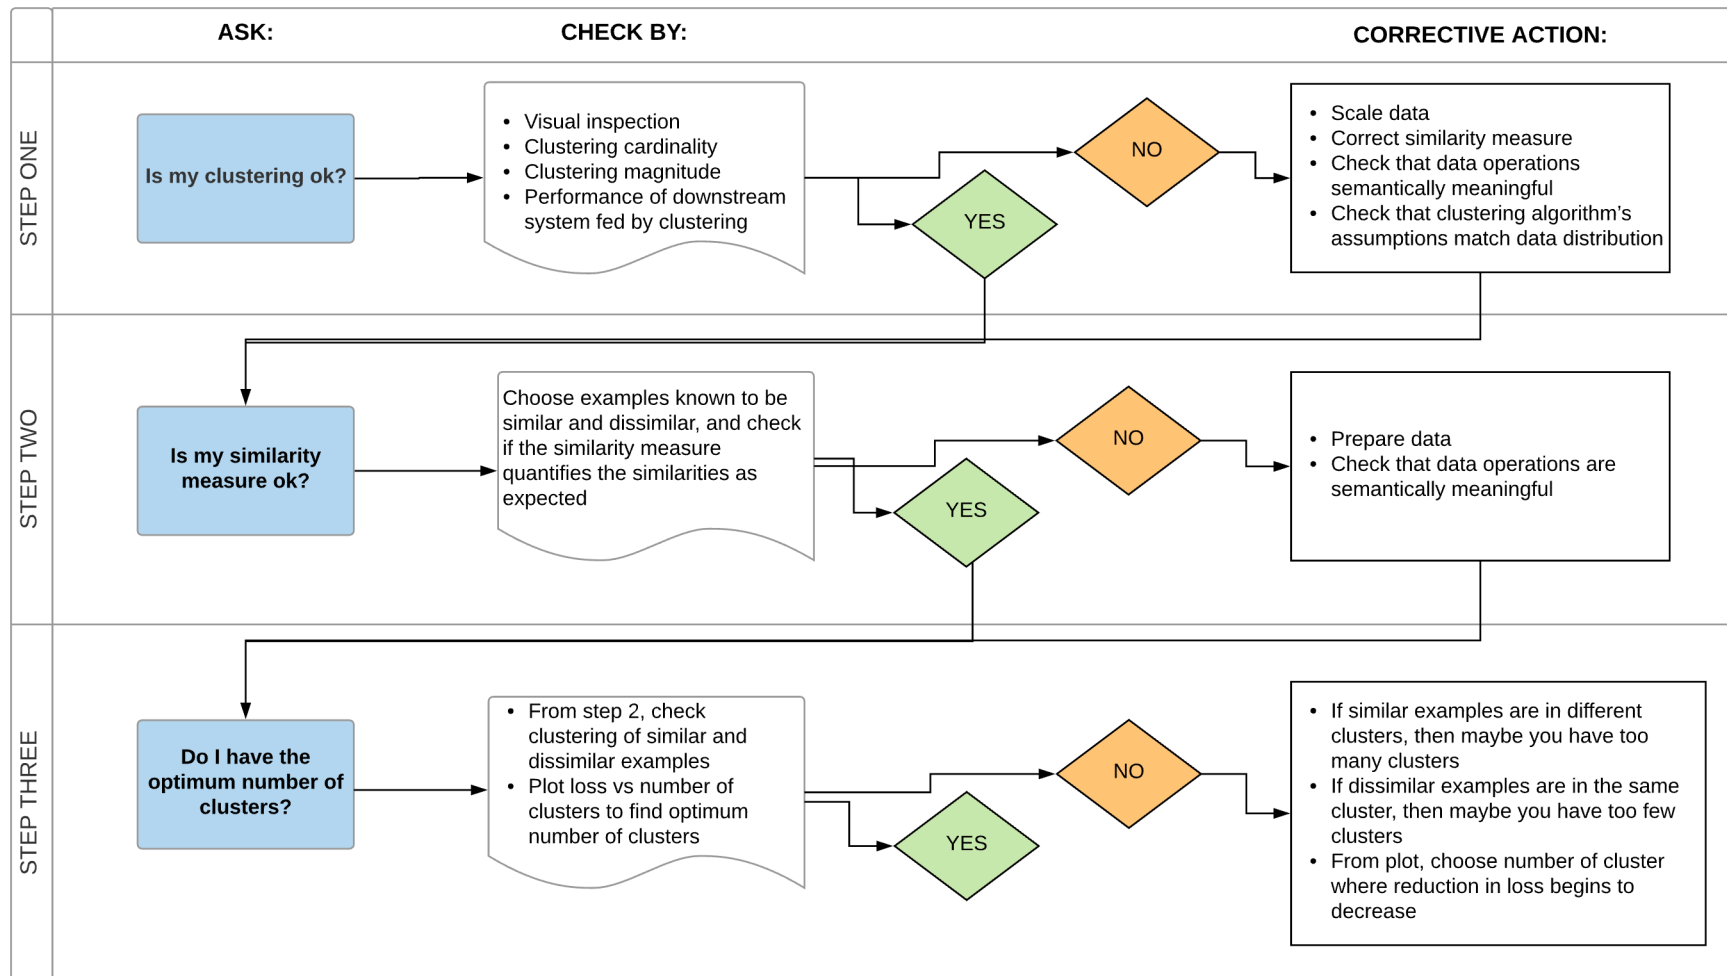 ASK:
CHECK BY:
CORRECTIVE ACTION:
STEP ONE
Is my clustering ok?
• Visual inspection
• Clustering cardinality
• Clustering magnitude
• Performance of downstream
system fed by clustering
NO
YES
• Scale data
• Correct similarity measure
• Check that data operations
semantically meaningful
• Check that clustering algorithm's
assumptions match data distribution
STEP TWO
Is my similarity
measure ok?
Choose examples known to be
similar and dissimilar, and check
if the similarity measure
quantifies the similarities as
expected
NO
YES
• Prepare data
• Check that data operations are
semantically meaningful
STEP THREE
Do I have the
optimum number of
clusters?
• From step 2, check
clustering of similar and
dissimilar examples
• Plot loss vs number of
clusters to find optimum
number of clusters
NO
YES
• If similar examples are in different
clusters, then maybe you have too
many clusters
• If dissimilar examples are in the same
cluster, then maybe you have too few
clusters
• From plot, choose number of cluster
where reduction in loss begins to
decrease